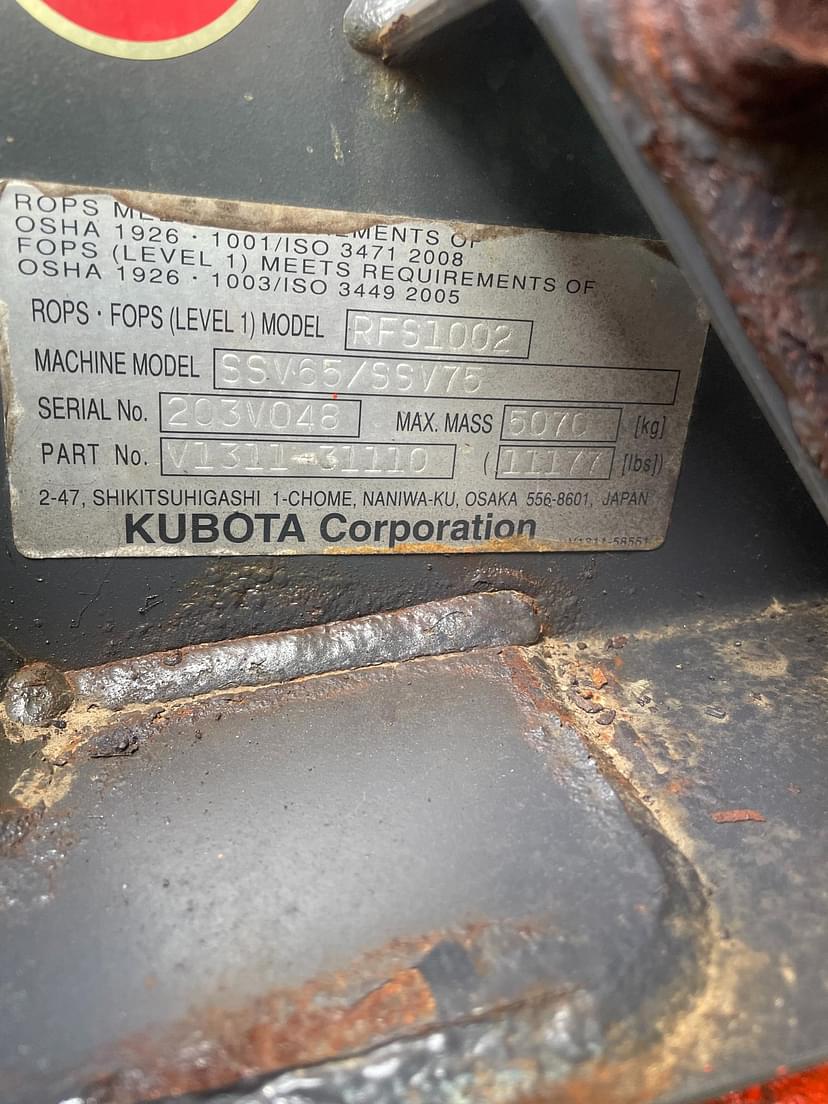 ROPS
MENTS OF
OSHA 1926 · 1001/ISO 3471 2008
FOPS (LEVEL 1) MEETS REQUIREMENTS OF
OSHA 1926 · 1003/ISO 3449 2005
ROPS · FOPS (LEVEL 1) MODEL RFS1002
MACHINE MODEL SSV65/SSV75
SERIAL No. 203V048 MAX. MASS 5070 [kg]
PART No. V1311-31110 (11177 [lbs])
2-47, SHIKITSUHIGASHI 1-CHOME, NANIWA-KU, OSAKA 556-8601, JAPAN
KUBOTA Corporation